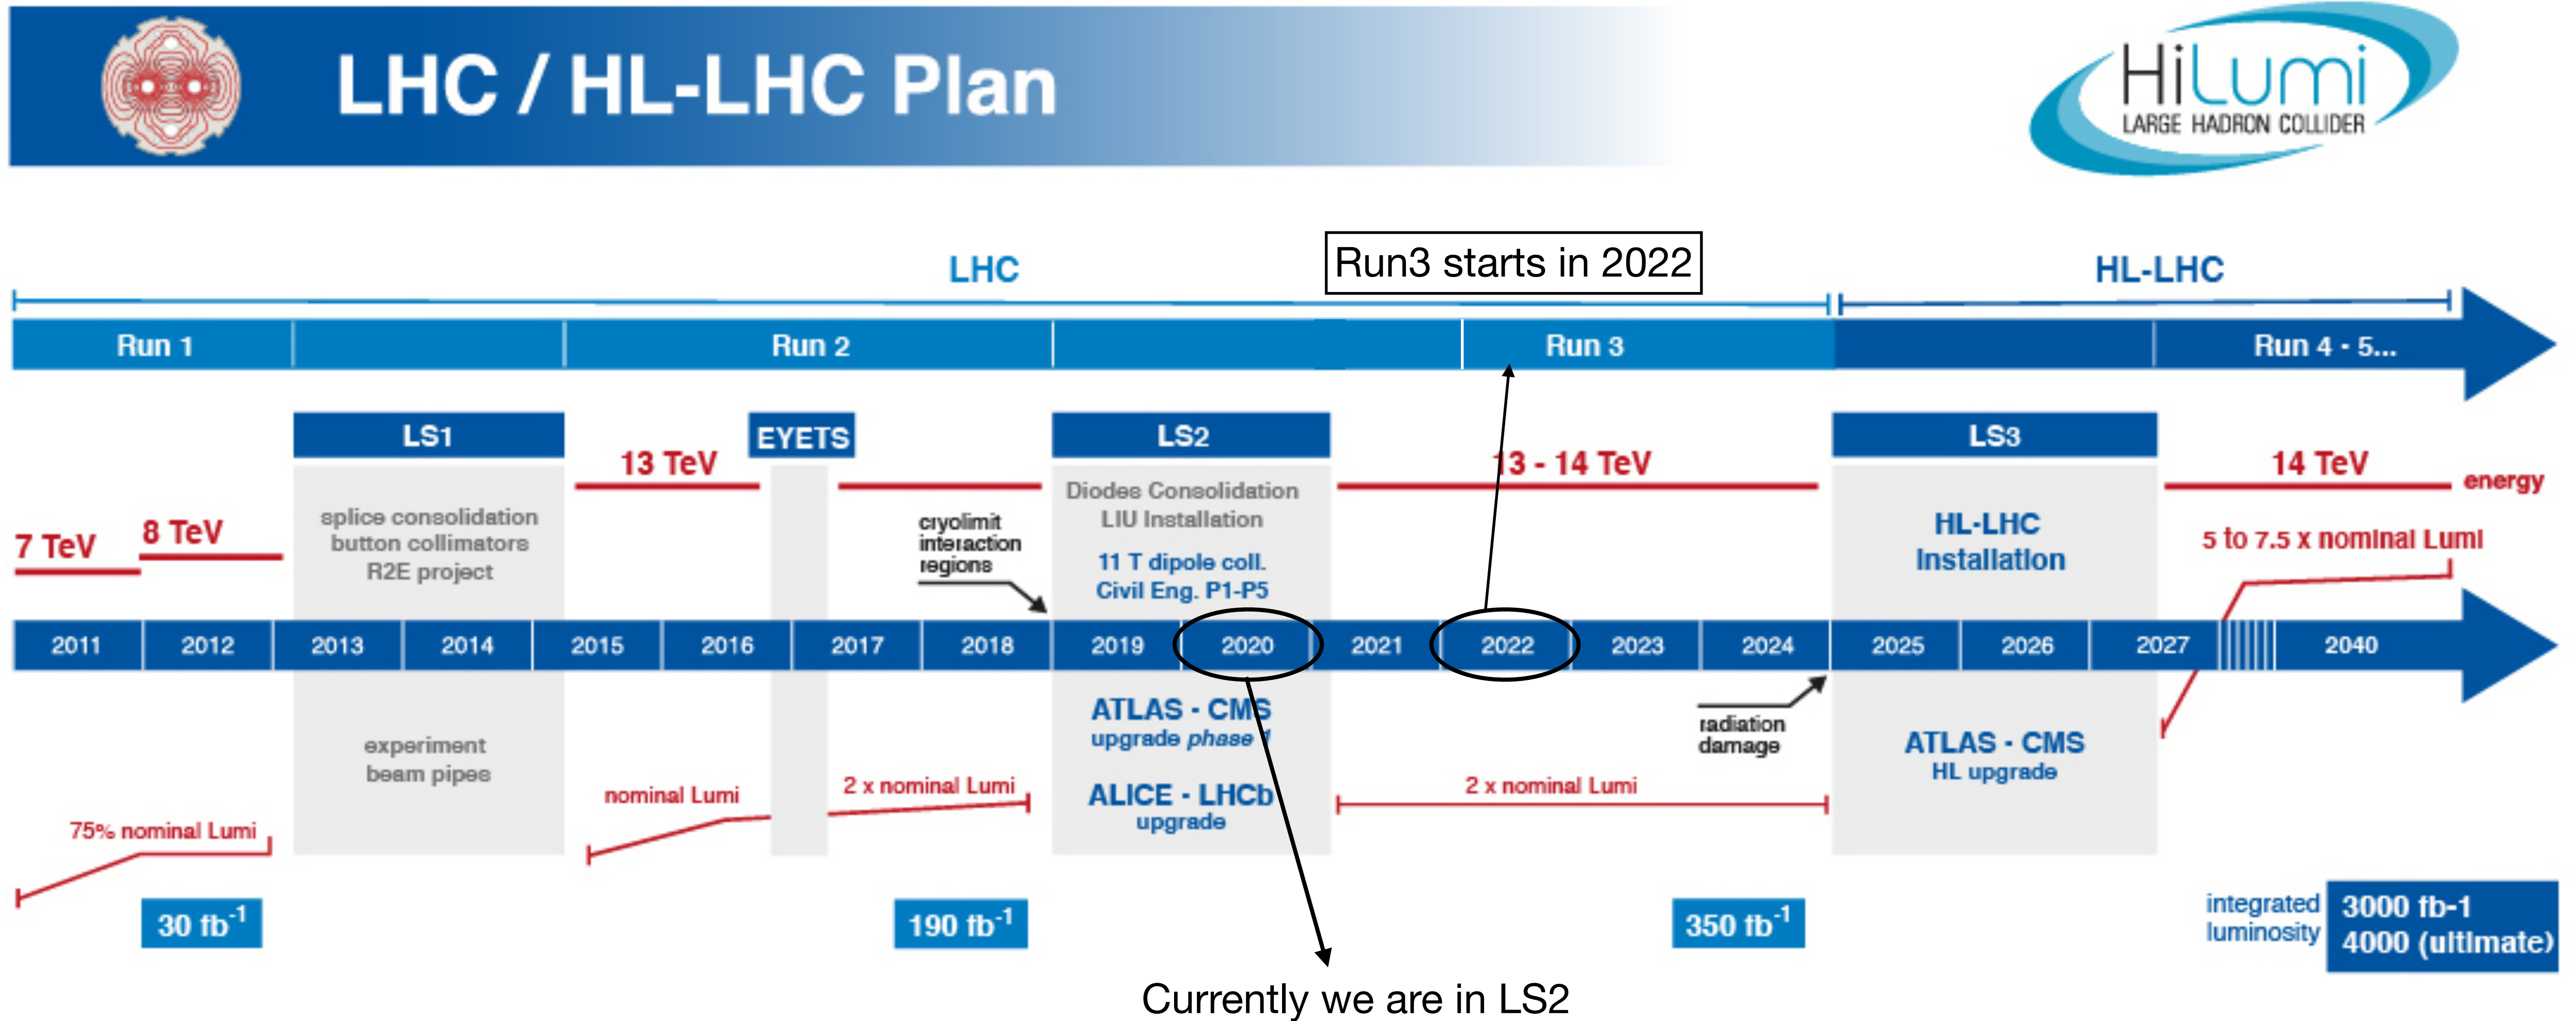 LHC / HL-LHC Plan
HiLumi
LARGE HADRON COLLIDER
LHC
Run3 starts in 2022
HL-LHC
Run 1
Run 2
Run 3
Run 4 - 5...
LS1
EYETS
LS2
LS3
13 TeV
13 - 14 TeV
14 TeV
energy
7 TeV
8 TeV
splice consolidation
button collimators
R2E project
cryolimit
interaction
regions
Diodes Consolidation
LIU Installation
11 T dipole coll.
Civil Eng. P1-P5
HL-LHC
Installation
5 to 7.5 x nominal Lumi
2011 2012 2013 2014 2015 2016 2017 2018 2019 2020 2021 2022 2023 2024 2025 2026 2027 2040
experiment
beam pipes
ATLAS - CMS
upgrade phase 1
ALICE - LHCb
upgrade
radiation
damage
ATLAS - CMS
HL upgrade
75% nominal Lumi
nominal Lumi
2 x nominal Lumi
2 x nominal Lumi
30 fb-1
190 fb-1
350 fb-1
integrated
luminosity
3000 fb-1
4000 (ultimate)
Currently we are in LS2